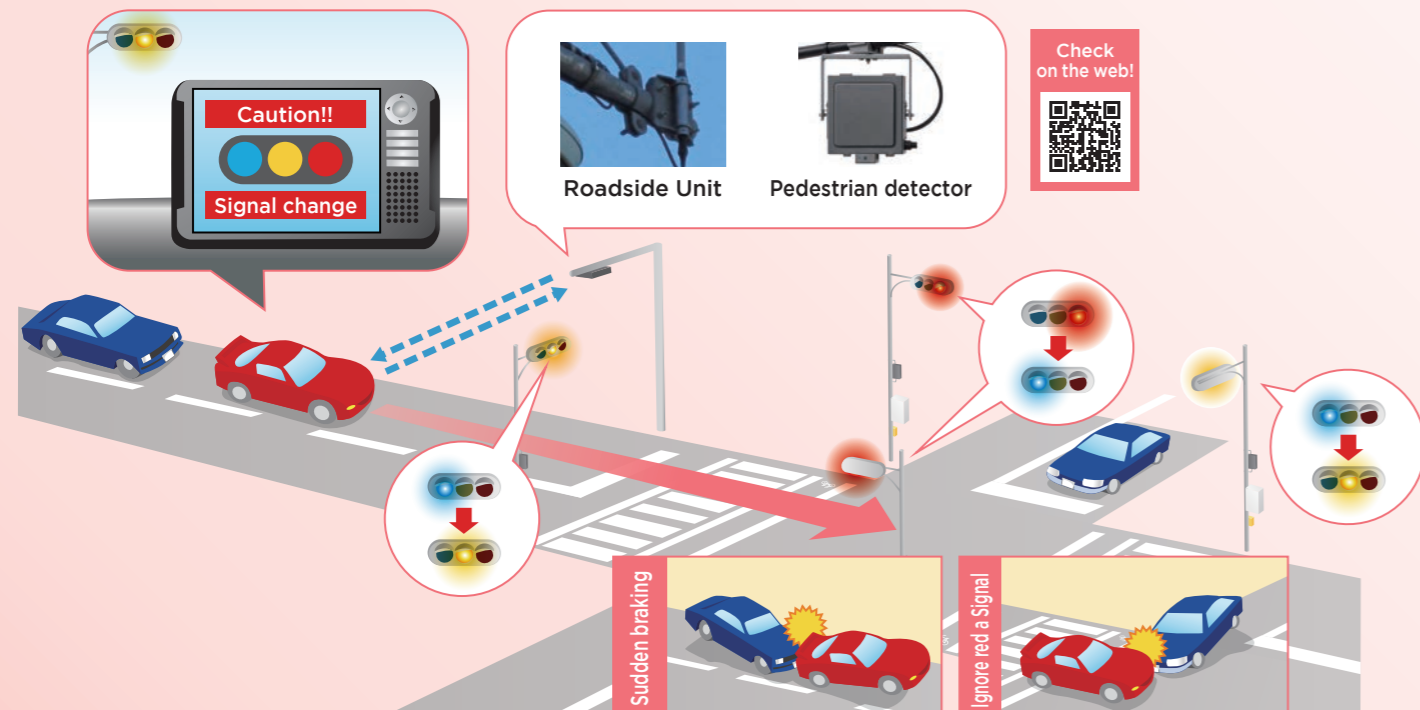 Caution!!
Signal change
Roadside Unit
Pedestrian detector
Check
on the web!
Sudden braking
Ignore red a Signal